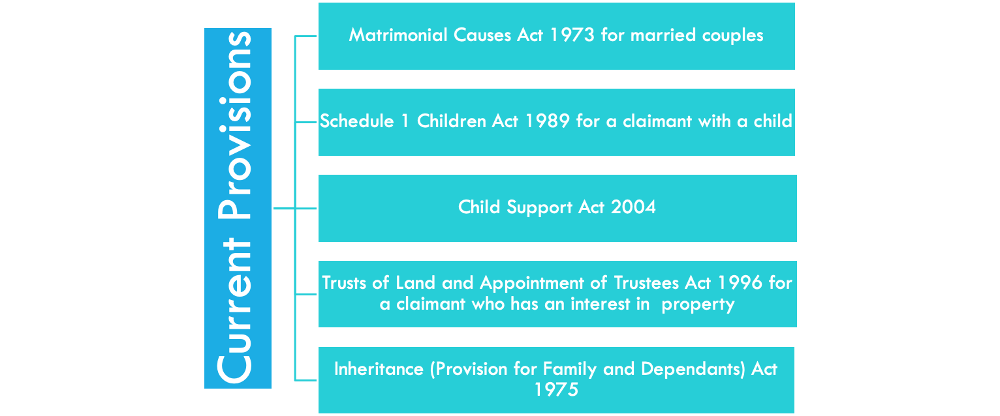 Current Provisions
Matrimonial Causes Act 1973 for married couples
Schedule 1 Children Act 1989 for a claimant with a child
Child Support Act 2004
Trusts of Land and Appointment of Trustees Act 1996 for
a claimant who has an interest in  property
Inheritance (Provision for Family and Dependants) Act
1975